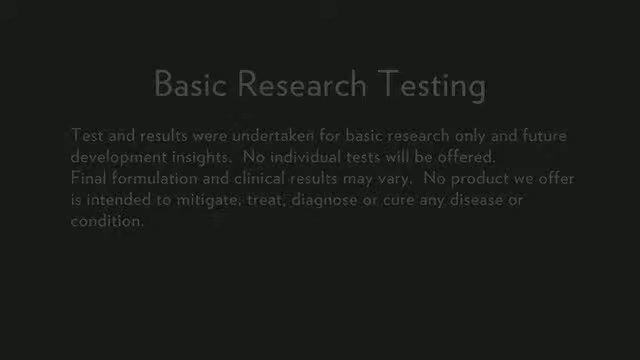 Basic Research Testing
Test and results were undertaken for basic research only and future
development insights.  No individual tests will be offered.
Final formulation and clinical results may vary.  No product we offer
is intended to mitigate, treat, diagnose or cure any disease or
condition.